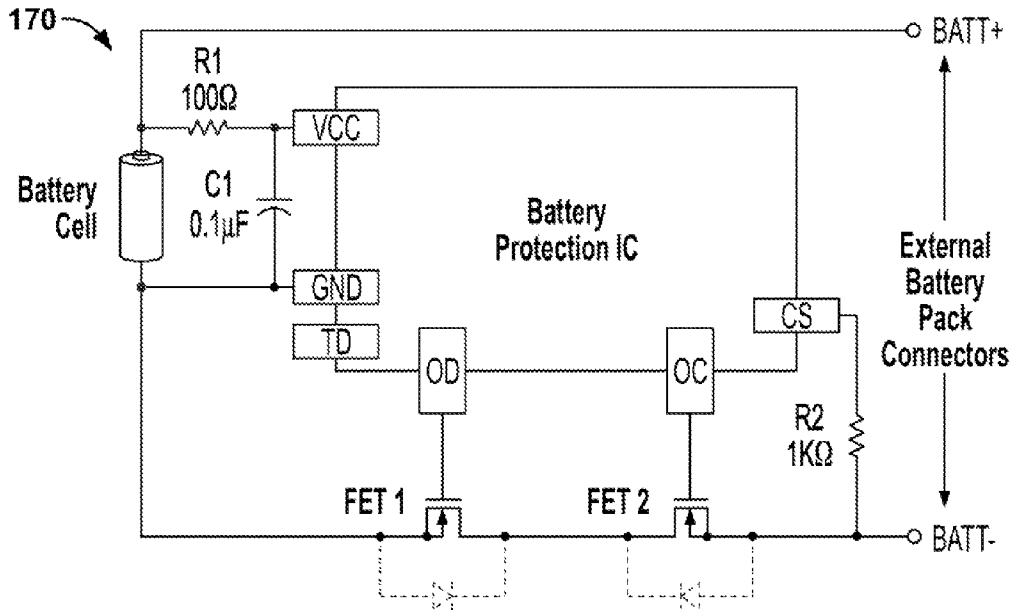 170
BATT+
R1
100Ω
VCC
Battery
Cell
C1
0.1µF
Battery
Protection IC
External
Battery
Pack
Connectors
GND
TD
CS
OD
OC
R2
1KΩ
FET 1
FET 2
BATT-